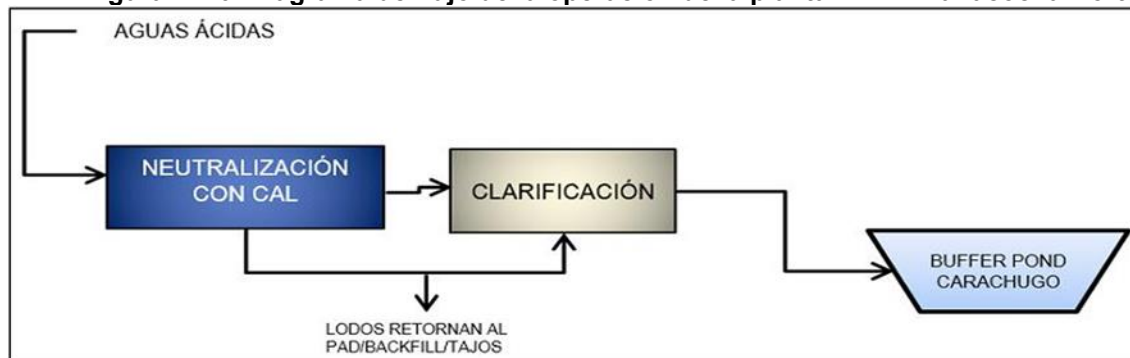 AGUAS ÁCIDAS
NEUTRALIZACIÓN
CON CAL
CLARIFICACIÓN
BUFFER POND
CARACHUGO
LODOS RETORNAN AL
PAD/BACKFILL/TAJOS